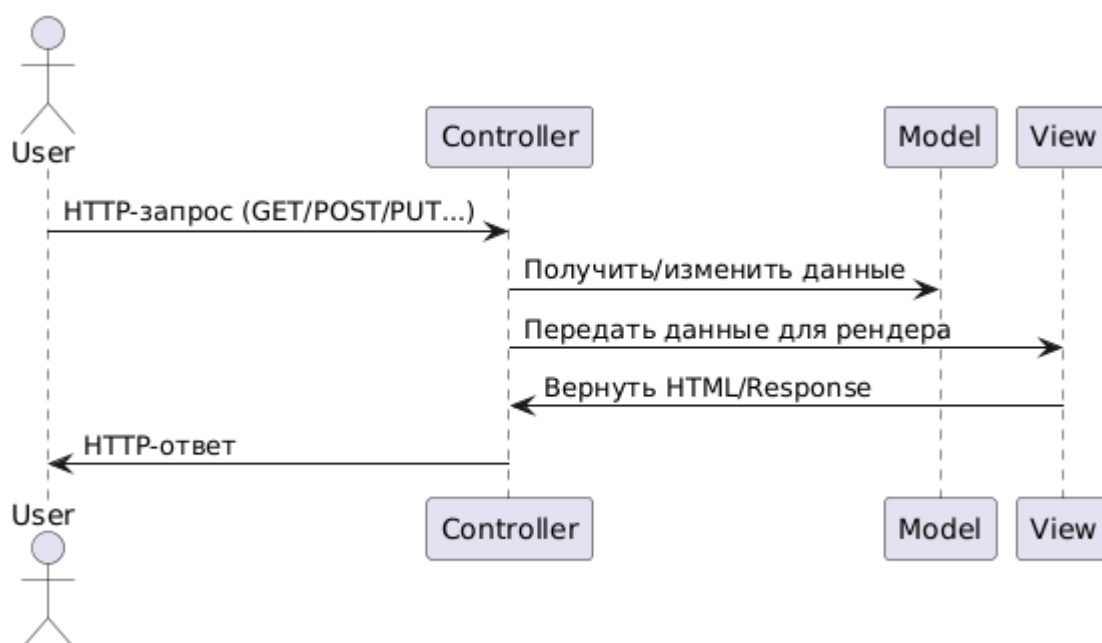 User
Controller
Model
View
HTTP-запрос (GET/POST/PUT...)
Получить/изменить данные
Передать данные для рендера
Вернуть HTML/Response
HTTP-ответ
User
Controller
Model
View